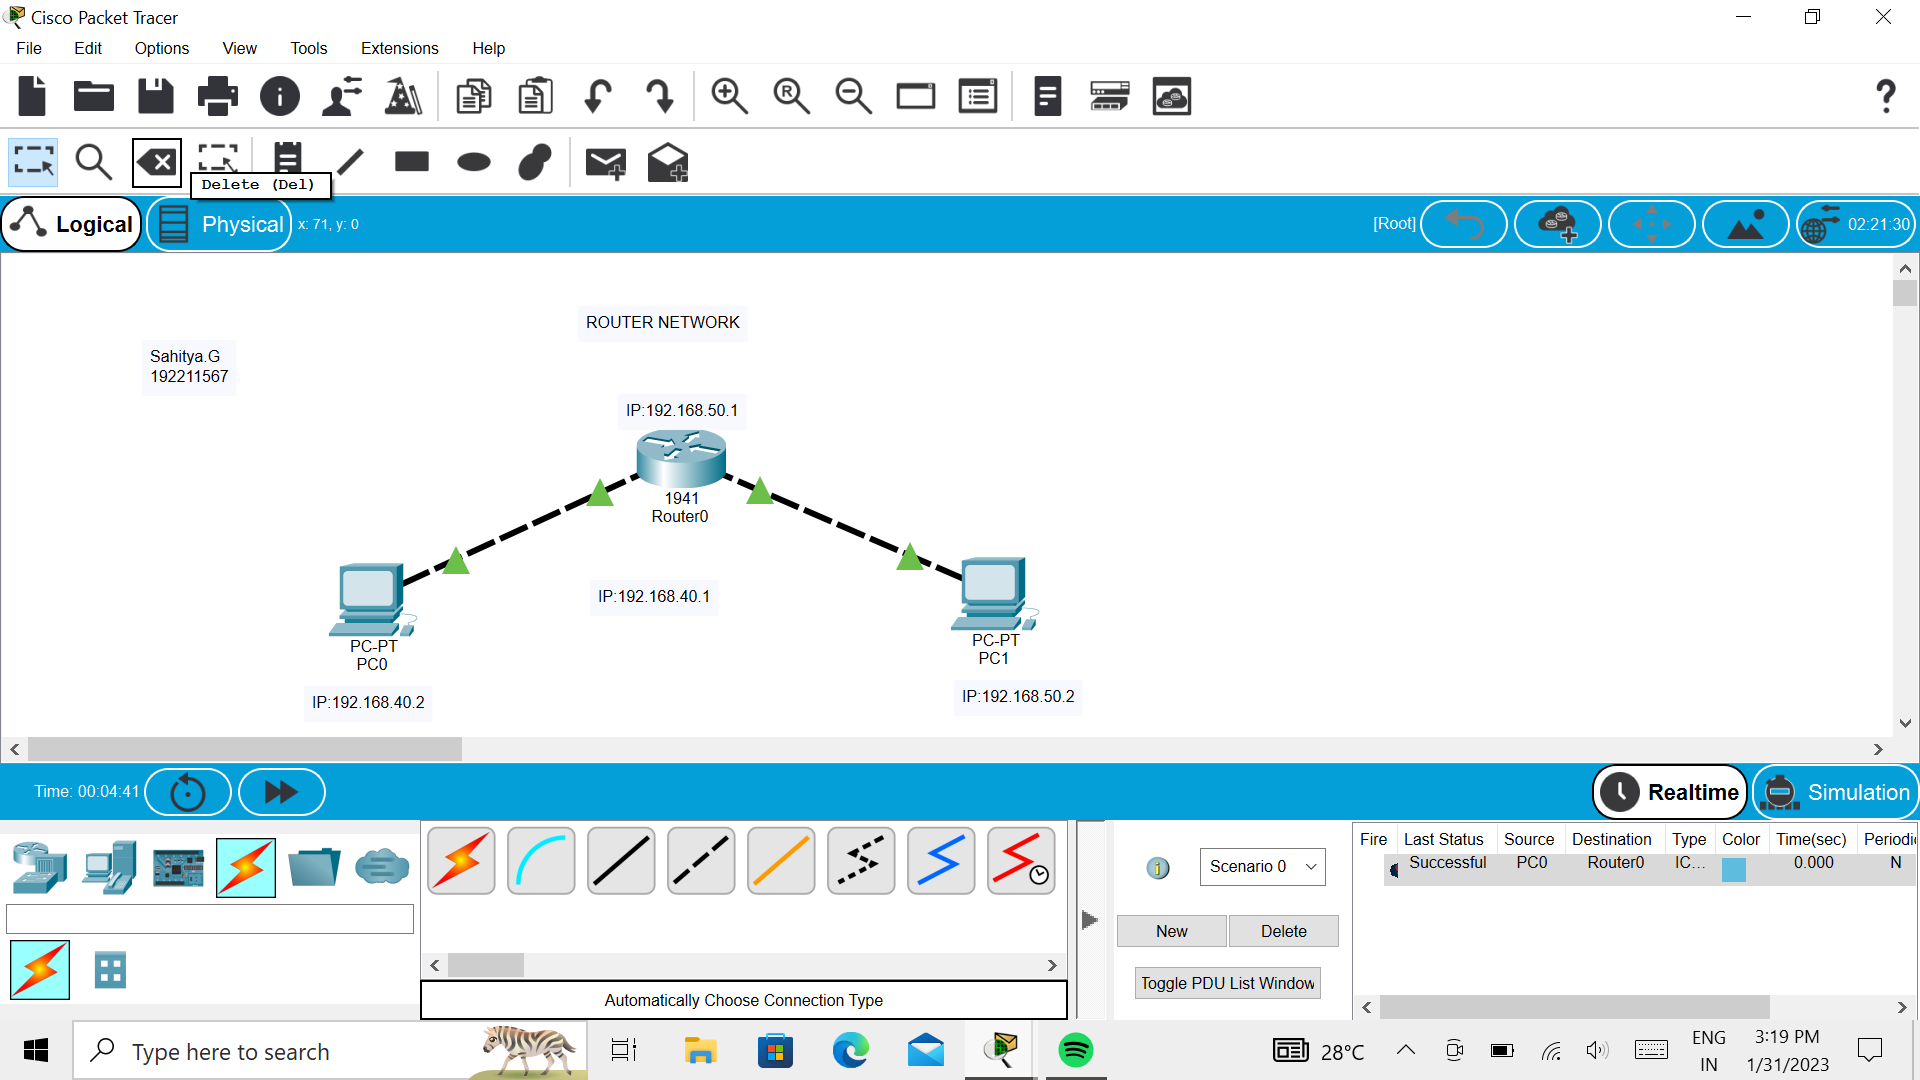 Cisco Packet Tracer
File Edit Options View Tools Extensions Help
Delete (Del)
Logical Physical x: 71, y: 0 [Root] 02:21:30
ROUTER NETWORK
Sahitya.G
192211567
IP:192.168.50.1
1941
Router0
IP:192.168.40.1
PC-PT
PC0
PC-PT
PC1
IP:192.168.40.2
IP:192.168.50.2
Time: 00:04:41 Realtime Simulation
Fire Last Status Source Destination Type Color Time(sec) Periodi
Successful PC0 Router0 IC... 0.000 N
Scenario 0
New Delete
Toggle PDU List Window
Automatically Choose Connection Type
Type here to search
28°C
ENG
IN
3:19 PM
1/31/2023